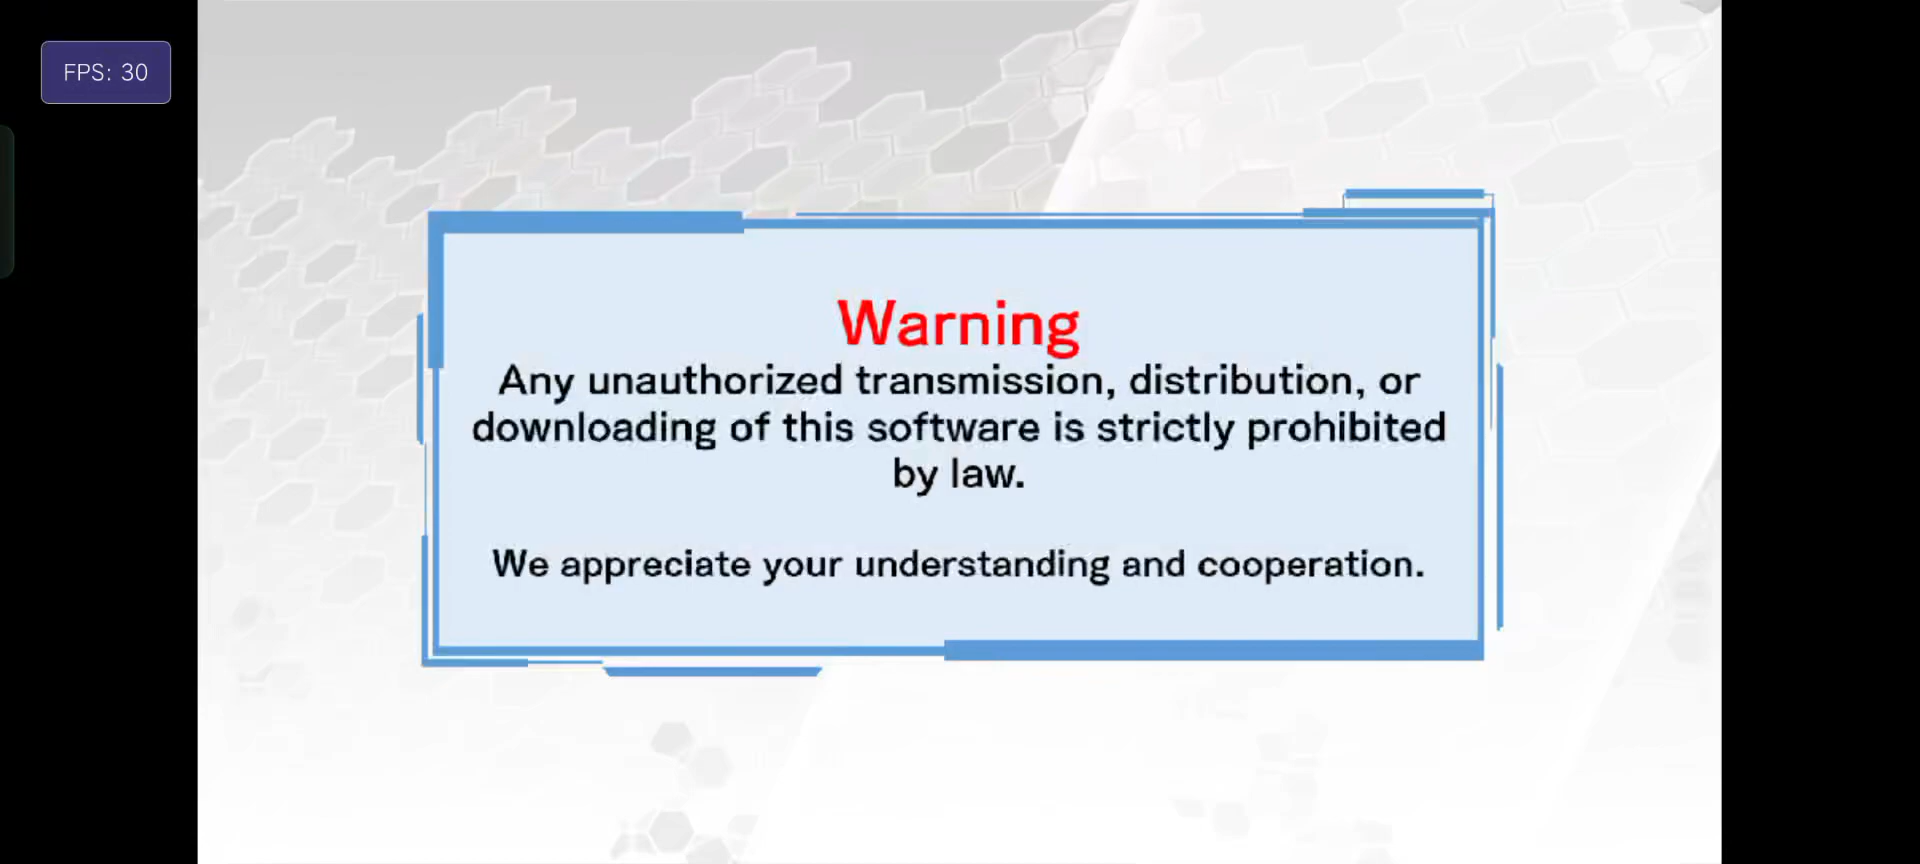 FPS: 30
Warning
Any unauthorized transmission, distribution, or
downloading of this software is strictly prohibited
by law.
We appreciate your understanding and cooperation.